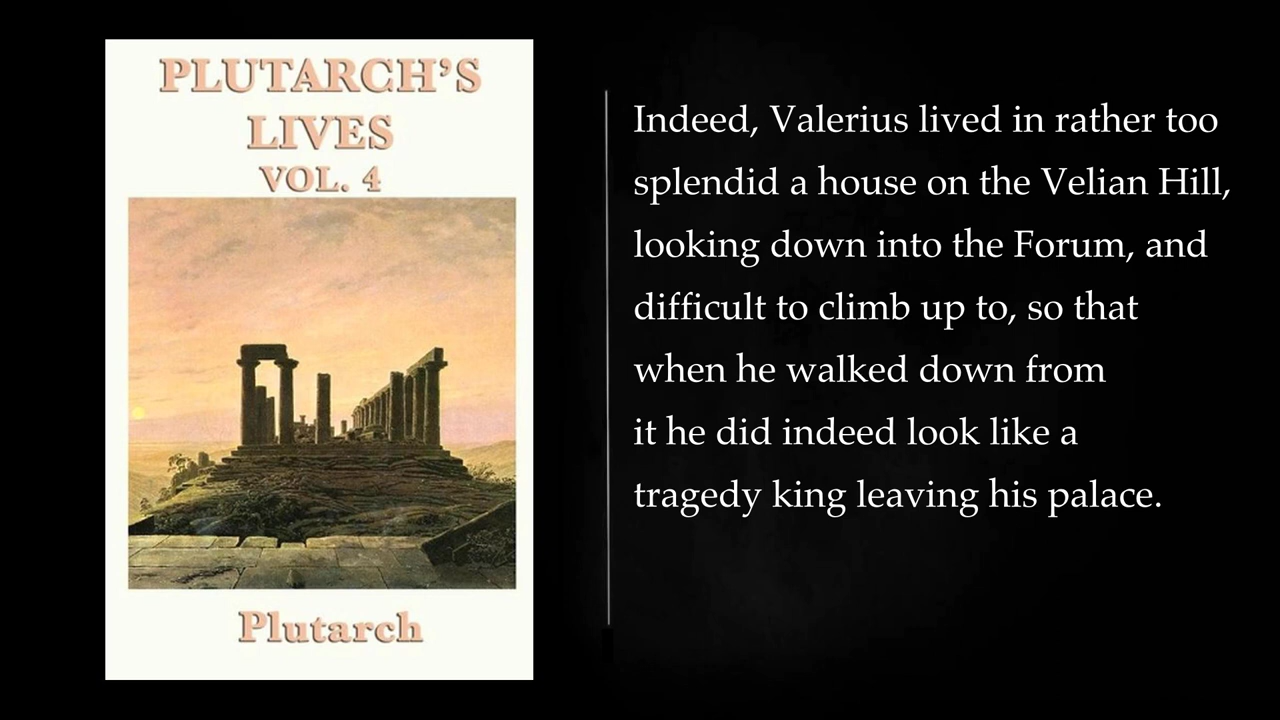 PLUTARCH'S
LIVES
VOL. 4
Plutarch
Indeed, Valerius lived in rather too
splendid a house on the Velian Hill,
looking down into the Forum, and
difficult to climb up to, so that
when he walked down from
it he did indeed look like a
tragedy king leaving his palace.